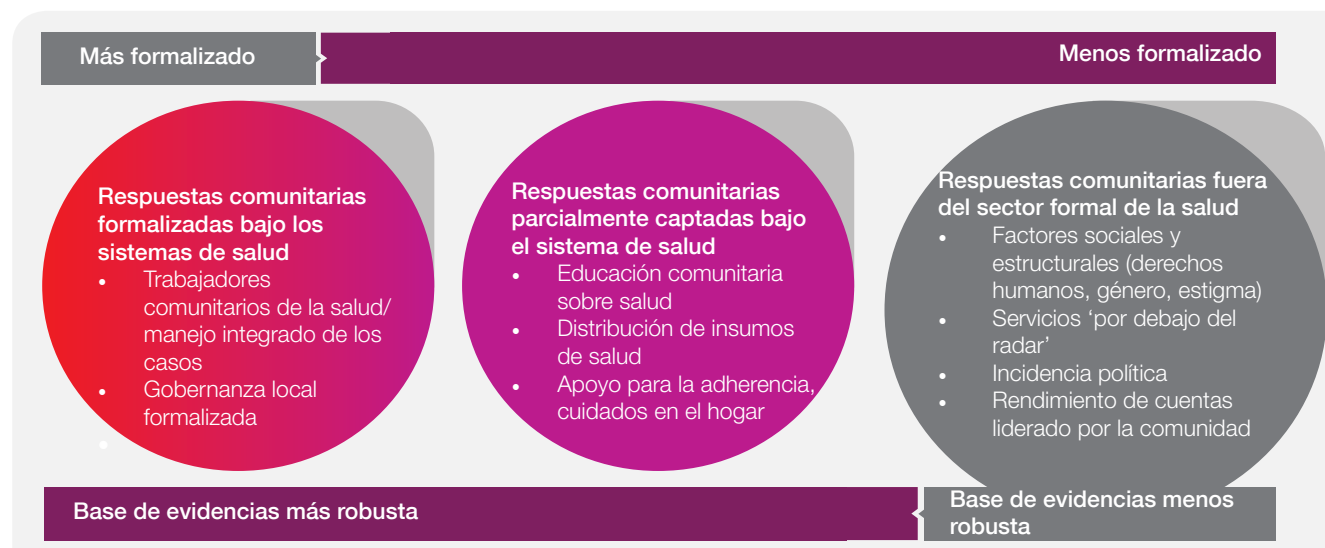 Más formalizado
Menos formalizado
Respuestas comunitarias
formalizadas bajo los
sistemas de salud
• Trabajadores
comunitarios de la salud/
manejo integrado de los
casos
• Gobernanza local
formalizada
•
Respuestas comunitarias
parcialmente captadas bajo
el sistema de salud
• Educación comunitaria
sobre salud
• Distribución de insumos
de salud
• Apoyo para la adherencia,
cuidados en el hogar
Respuestas comunitarias fuera
del sector formal de la salud
• Factores sociales y
estructurales (derechos
humanos, género, estigma)
• Servicios ‘por debajo del
radar’
• Incidencia política
• Rendimiento de cuentas
liderado por la comunidad
Base de evidencias más robusta
Base de evidencias menos
robusta